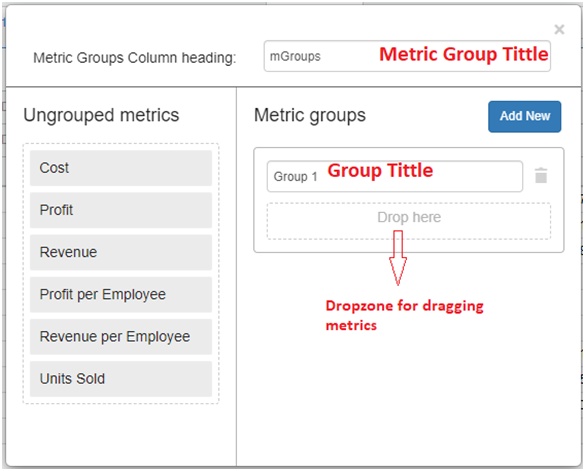 ×
Metric Groups Column heading: mGroups Metric Group Tittle
Ungrouped metrics
Cost
Profit
Revenue
Profit per Employee
Revenue per Employee
Units Sold
Metric groups Add New
Group 1 Group Tittle
Drop here
Dropzone for dragging
metrics